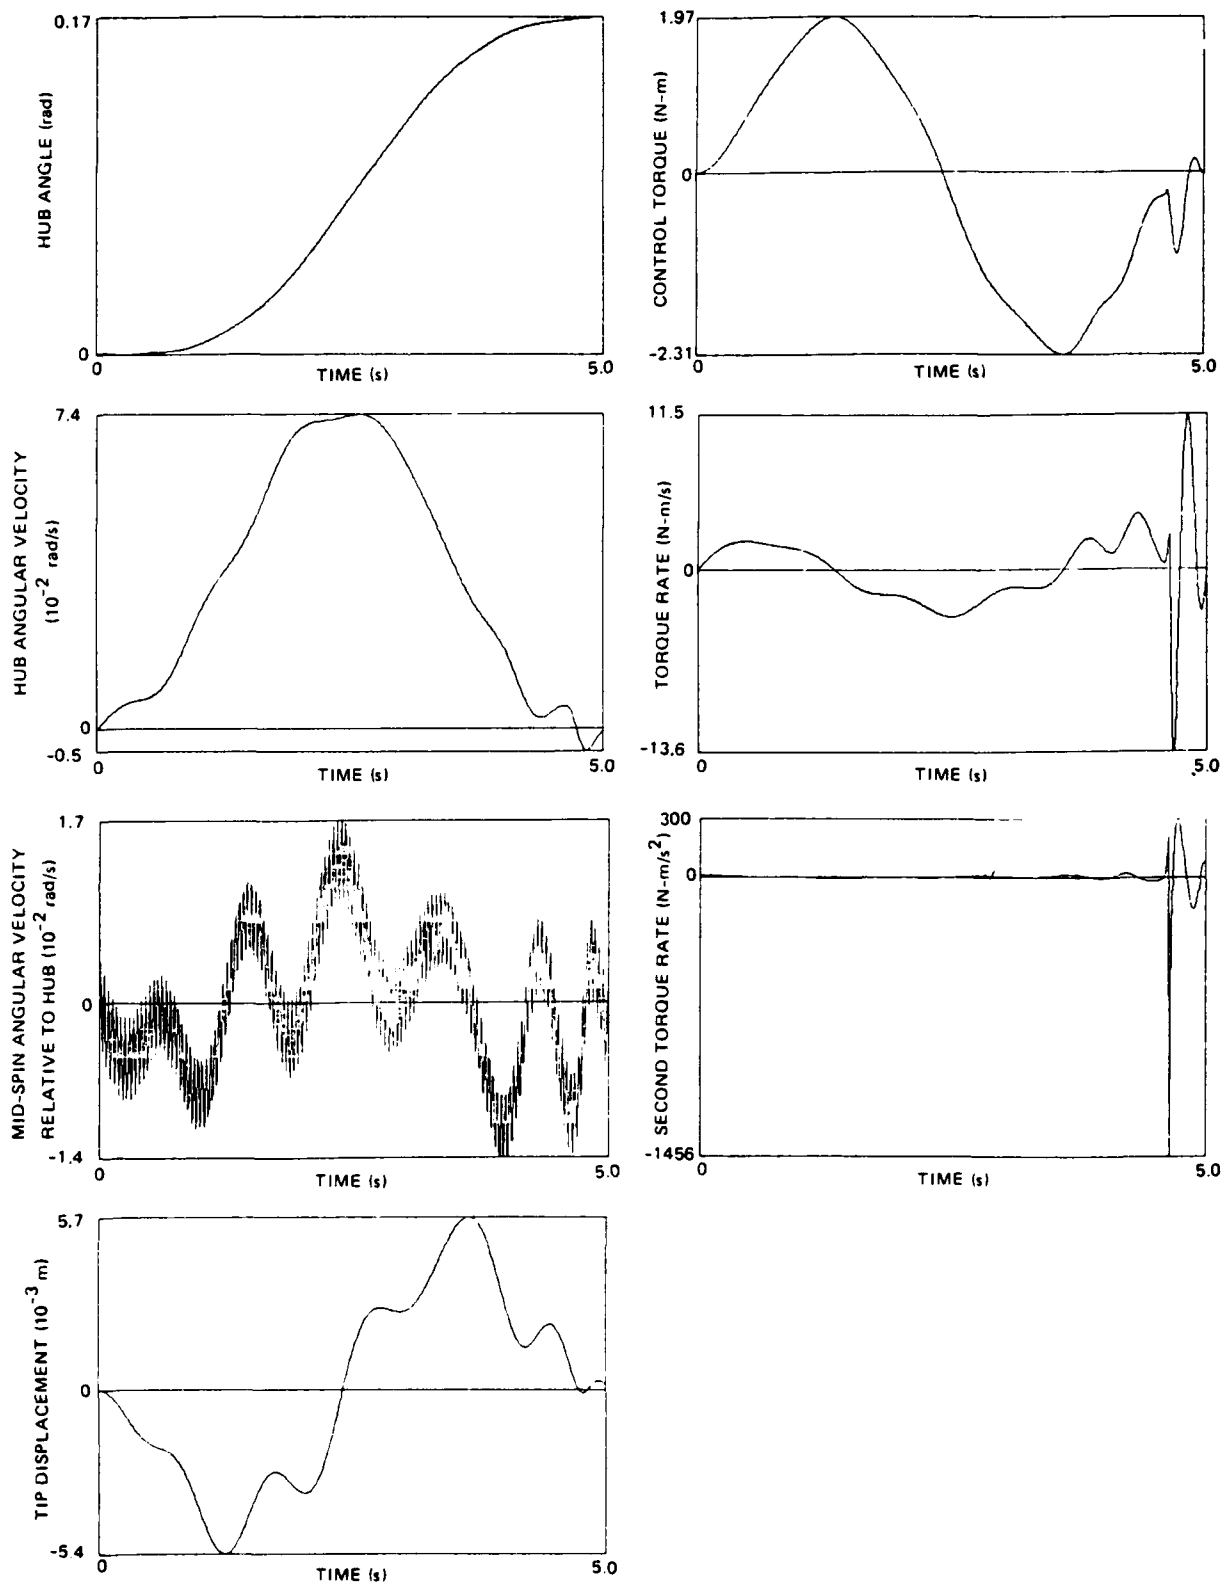 0.17
HUB ANGLE (rad)
0
0
TIME (s)
5.0
1.97
CONTROL TORQUE (N-m)
0
-2.31
0
TIME (s)
5.0
7.4
HUB ANGULAR VELOCITY
(10⁻² rad/s)
0
-0.5
0
TIME (s)
5.0
11.5
TORQUE RATE (N-m/s)
0
-13.6
0
TIME (s)
5.0
1.7
MID-SPIN ANGULAR VELOCITY
RELATIVE TO HUB (10⁻² rad/s)
0
-1.4
0
TIME (s)
5.0
300
SECOND TORQUE RATE (N-m/s²)
0
-1456
0
TIME (s)
5.0
5.7
TIP DISPLACEMENT (10⁻³ m)
0
-5.4
0
TIME (s)
5.0